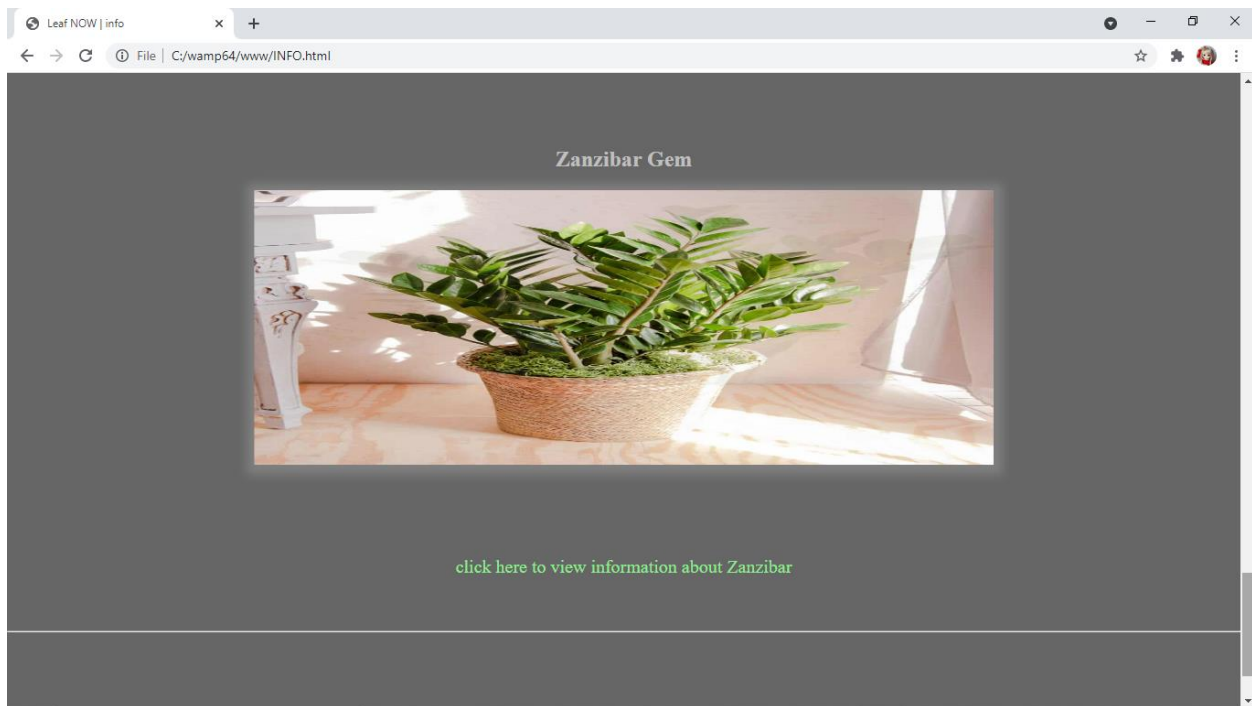 Leaf NOW | info
File | C:/wamp64/www/INFO.html
Zanzibar Gem
click here to view information about Zanzibar